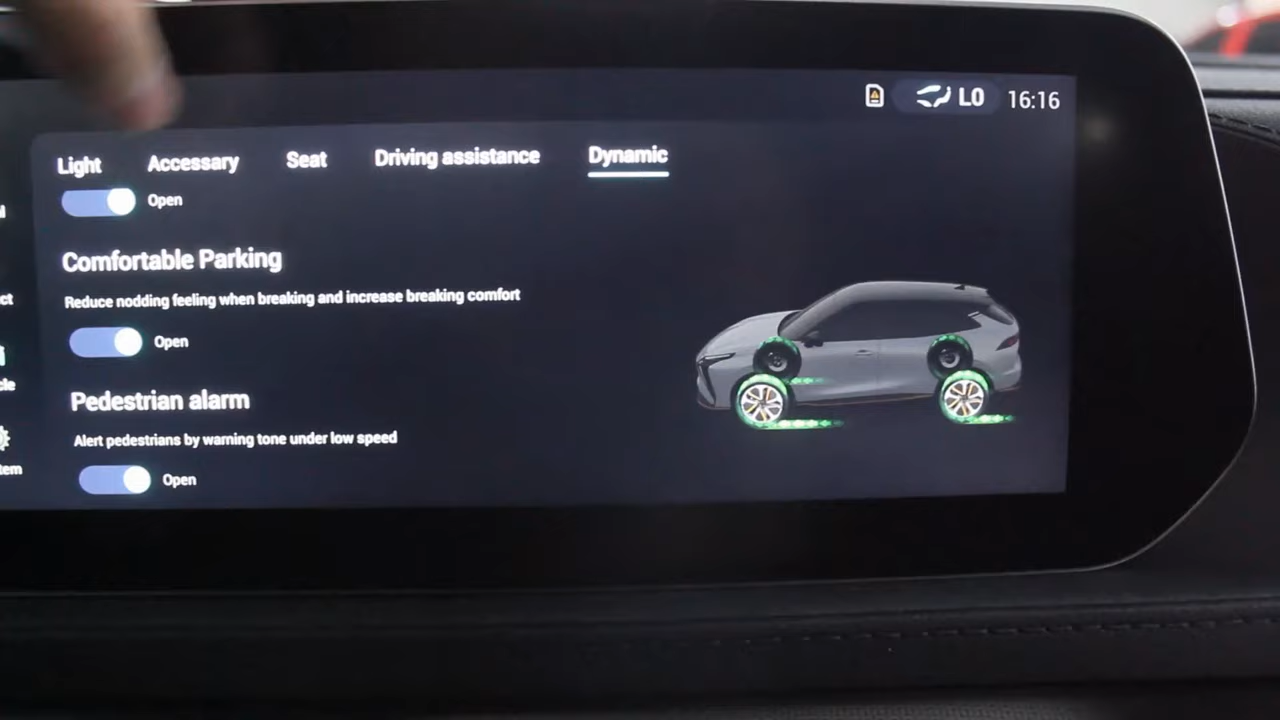 LO 16:16
Light Accessary Seat Driving assistance Dynamic
Open
Comfortable Parking
Reduce nodding feeling when breaking and increase breaking comfort
Open
Pedestrian alarm
Alert pedestrians by warning tone under low speed
Open